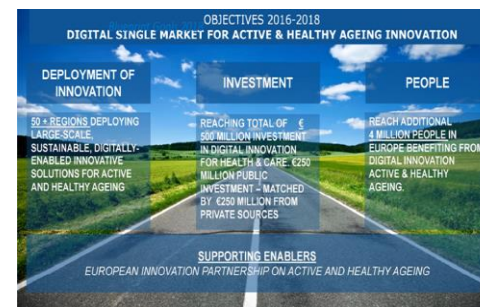 OBJECTIVES 2016-2018
DIGITAL SINGLE MARKET FOR ACTIVE & HEALTHY AGEING INNOVATION
DEPLOYMENT OF
INNOVATION
50 + REGIONS DEPLOYING
LARGE-SCALE,
SUSTAINABLE, DIGITALLY-
ENABLED INNOVATIVE
SOLUTIONS FOR ACTIVE
AND HEALTHY AGEING
INVESTMENT
REACHING TOTAL OF €
500 MILLION INVESTMENT
IN DIGITAL INNOVATION
FOR HEALTH & CARE. €250
MILLION PUBLIC
INVESTMENT – MATCHED
BY €250 MILLION FROM
PRIVATE SOURCES
PEOPLE
REACH ADDITIONAL
4 MILLION PEOPLE IN
EUROPE BENEFITING FROM
DIGITAL INNOVATION
ACTIVE & HEALTHY
AGEING.
SUPPORTING ENABLERS
EUROPEAN INNOVATION PARTNERSHIP ON ACTIVE AND HEALTHY AGEING